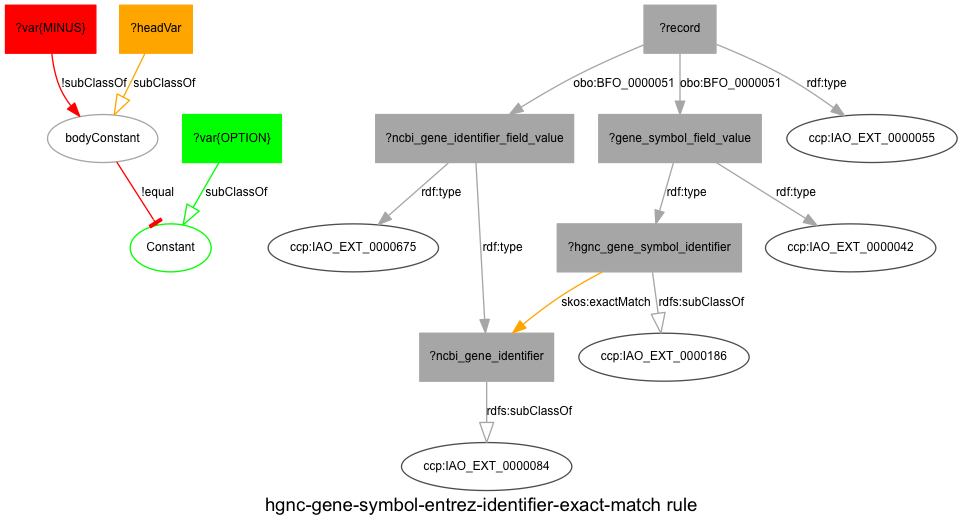 ?var{MINUS}
?headVar
?record
!subClassOf
subClassOf
obo:BFO_0000051
obo:BFO_0000051
rdf:type
bodyConstant
?var{OPTION}
?ncbi_gene_identifier_field_value
?gene_symbol_field_value
ccp:IAO_EXT_0000055
!equal
subClassOf
rdf:type
rdf:type
rdf:type
Constant
ccp:IAO_EXT_0000675
rdf:type
?hgnc_gene_symbol_identifier
ccp:IAO_EXT_0000042
skos:exactMatch
rdfs:subClassOf
?ncbi_gene_identifier
ccp:IAO_EXT_0000186
rdfs:subClassOf
ccp:IAO_EXT_0000084
hgnc-gene-symbol-entrez-identifier-exact-match rule